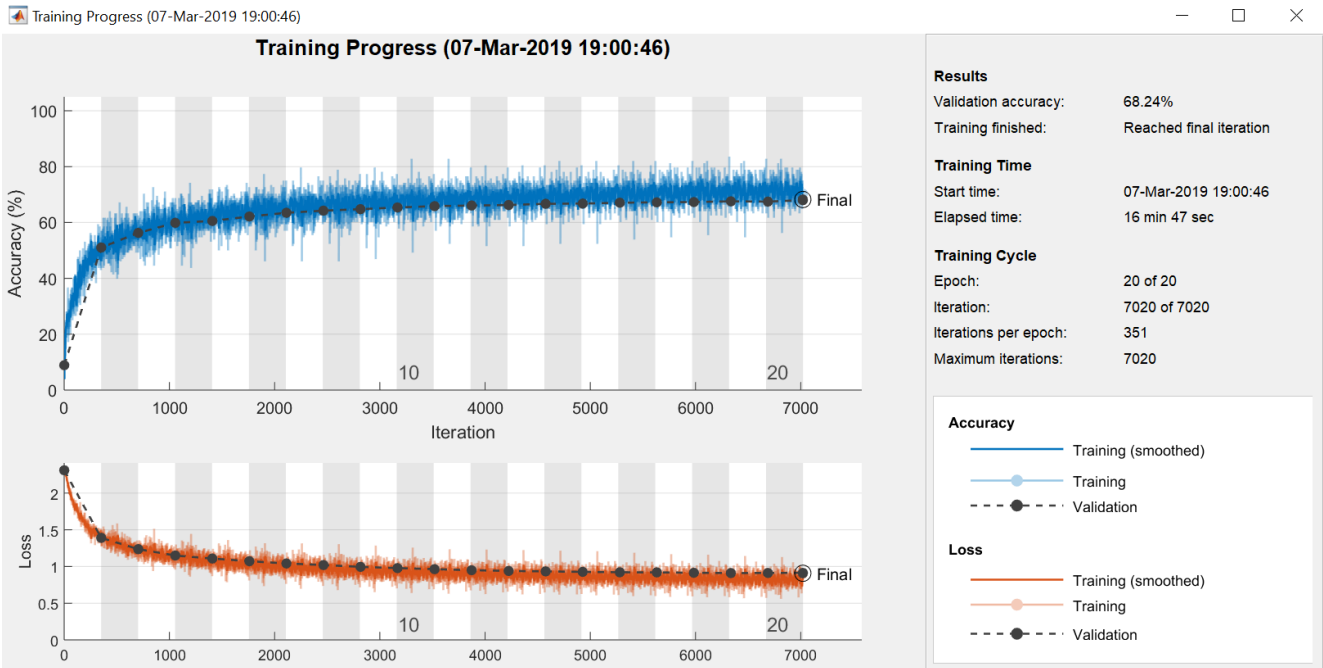 Training Progress (07-Mar-2019 19:00:46)
Training Progress (07-Mar-2019 19:00:46)
100
80
60
40
20
0
Accuracy (%)
Final
10
20
0 1000 2000 3000 4000 5000 6000 7000
Iteration
2
1.5
1
0.5
0
Loss
Final
10
20
0 1000 2000 3000 4000 5000 6000 7000
Results
Validation accuracy: 68.24%
Training finished: Reached final iteration
Training Time
Start time: 07-Mar-2019 19:00:46
Elapsed time: 16 min 47 sec
Training Cycle
Epoch: 20 of 20
Iteration: 7020 of 7020
Iterations per epoch: 351
Maximum iterations: 7020
Accuracy
Training (smoothed)
Training
Validation
Loss
Training (smoothed)
Training
Validation